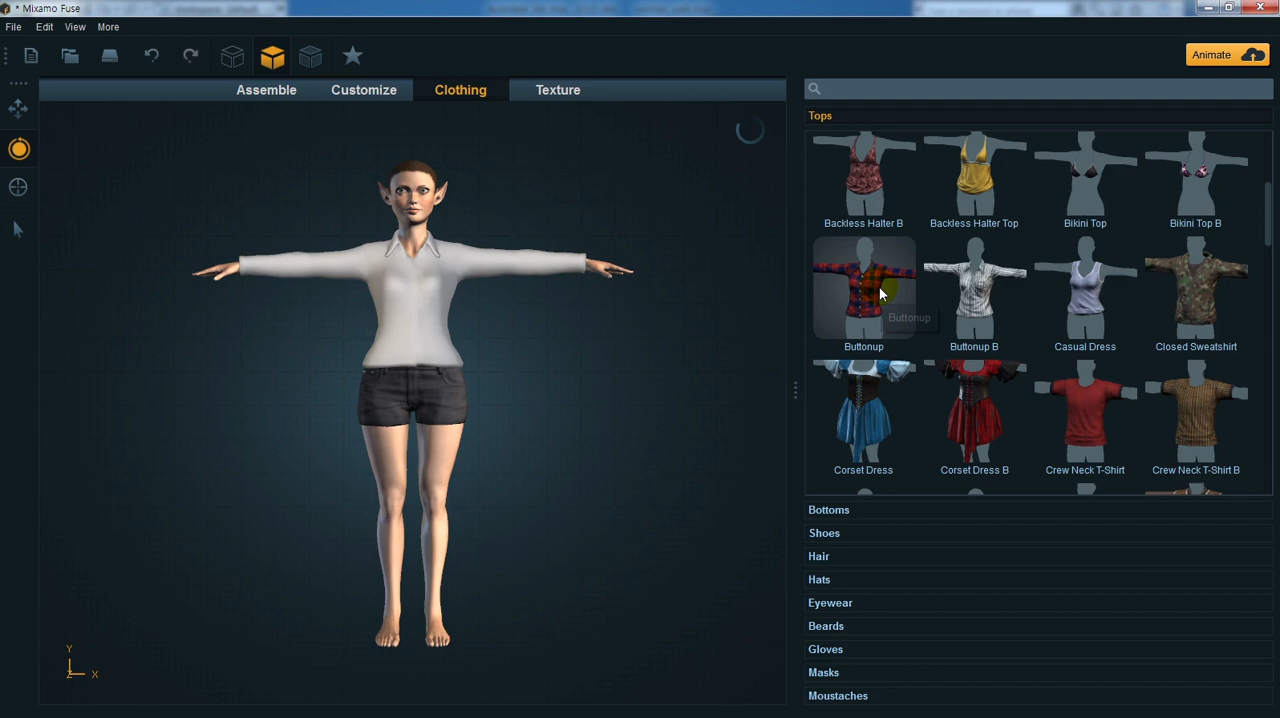 * Mixamo Fuse
File Edit View More
Animate
Assemble Customize Clothing Texture
Tops
Backless Halter B Backless Halter Top Bikini Top Bikini Top B
Buttonup
Buttonup Buttonup B Casual Dress Closed Sweatshirt
Corset Dress Corset Dress B Crew Neck T-Shirt Crew Neck T-Shirt B
Bottoms
Shoes
Hair
Hats
Eyewear
Beards
Gloves
Masks
Moustaches
Y
Z X